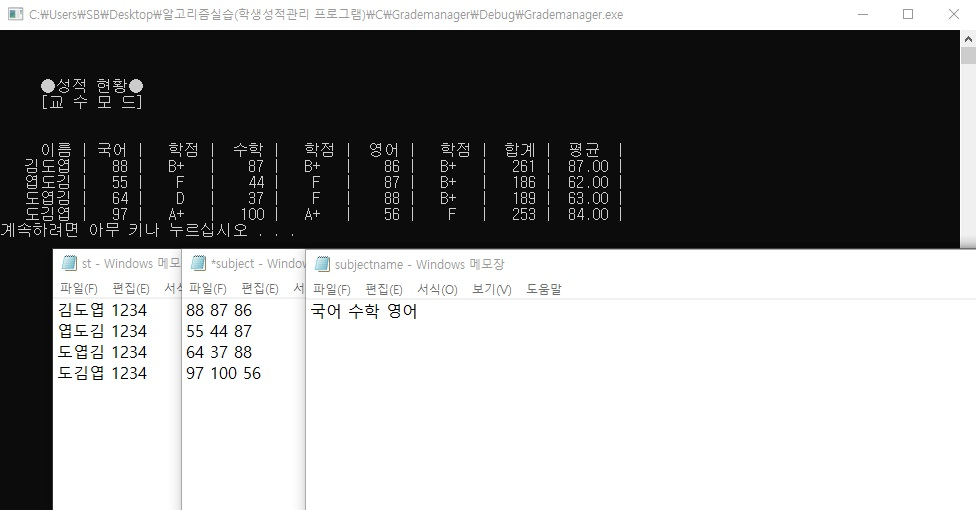 C:₩Users₩SB₩Desktop₩알고리즘실습(학생성적관리 프로그램)₩C₩Grademanager₩Debug₩Grademanager.exe
●성적 현황●
[교 수 모 드]
이름 | 국어 | 학점 | 수학 | 학점 | 영어 | 학점 | 합계 | 평균 |
김도엽 | 88 | B+ | 87 | B+ | 86 | B+ | 261 | 87.00 |
엽도김 | 55 | F | 44 | F | 87 | B+ | 186 | 62.00 |
도엽김 | 64 | D | 37 | F | 88 | B+ | 189 | 63.00 |
도김엽 | 97 | A+ | 100 | A+ | 56 | F | 253 | 84.00 |
계속하려면 아무 키나 누르십시오 . . .
st - Windows 메모
파일(F) 편집(E) 서식
김도엽 1234
엽도김 1234
도엽김 1234
도김엽 1234
*subject - Window
파일(F) 편집(E) 서
88 87 86
55 44 87
64 37 88
97 100 56
subjectname - Windows 메모장
파일(F) 편집(E) 서식(O) 보기(V) 도움말
국어 수학 영어